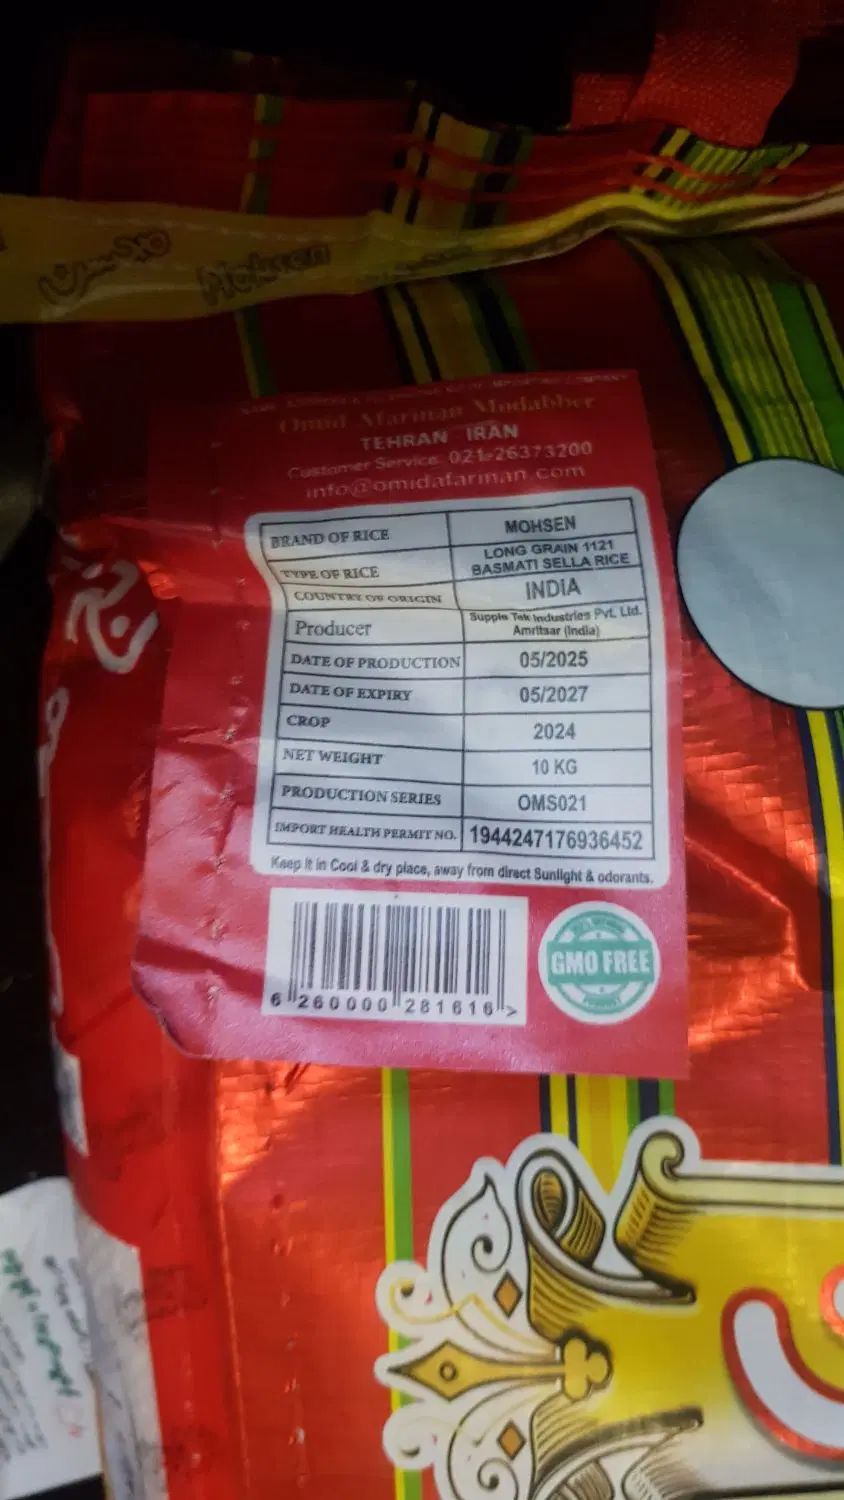 محسن Mohsen
Omid Afarinan Modabber
TEHRAN IRAN
Customer Service 021-26373200
info@omidafarinan.com
BRAND OF RICE MOHSEN
TYPE OF RICE LONG GRAIN 1121 BASMATI SELLA RICE
COUNTRY OF ORIGIN INDIA
Producer Supple Tek Industries Pvt. Ltd. Amritsar (India)
DATE OF PRODUCTION 05/2025
DATE OF EXPIRY 05/2027
CROP 2024
NET WEIGHT 10 KG
PRODUCTION SERIES OMS021
IMPORT HEALTH PERMIT NO. 1944247176936452
Keep it in Cool & dry place, away from direct Sunlight & odorants.
6 260000 281616 >
GMO FREE